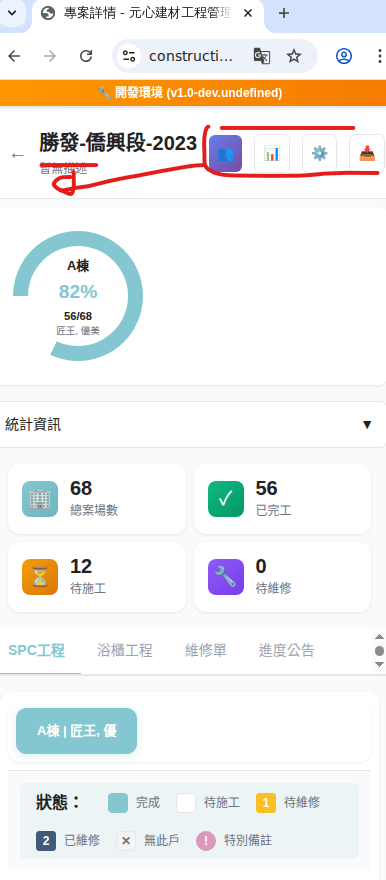 專案詳情 - 元心建材工程管理
constructi...
🔧 開發環境 (v1.0-dev.undefined)
← 勝發-僑興段-2023
暫無描述
A棟
82%
56/68
匠王, 優美
統計資訊 ▼
68
總案場數
56
已完工
12
待施工
0
待維修
SPC工程 浴櫃工程 維修單 進度公告
A棟 | 匠王, 優
狀態： 完成 待施工 1 待維修
2 已維修 ✕ 無此戶 ! 特別備註